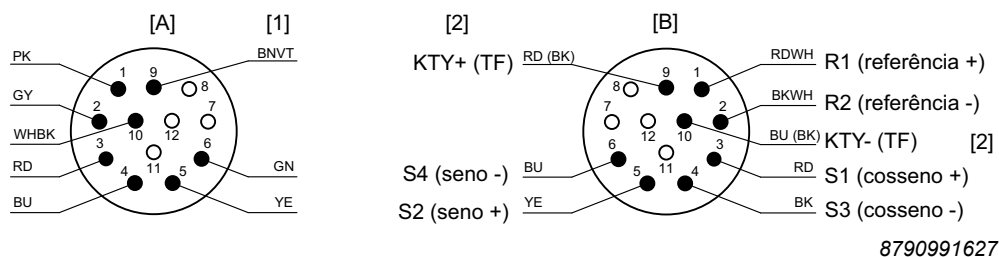 [A] [1] [2] [B]
PK 1 9 BNVT KTY+ (TF) RD (BK) 9 1 RDWH R1 (referência +)
8 8
GY 2 7 7 2 BKWH R2 (referência -)
WHBK 10 12 12 10 BU (BK) KTY- (TF) [2]
3 6 6 3
RD 11 GN S4 (seno -) BU 11 RD S1 (cosseno +)
4 5 5 4
BU YE S2 (seno +) YE BK S3 (cosseno -)
8790991627